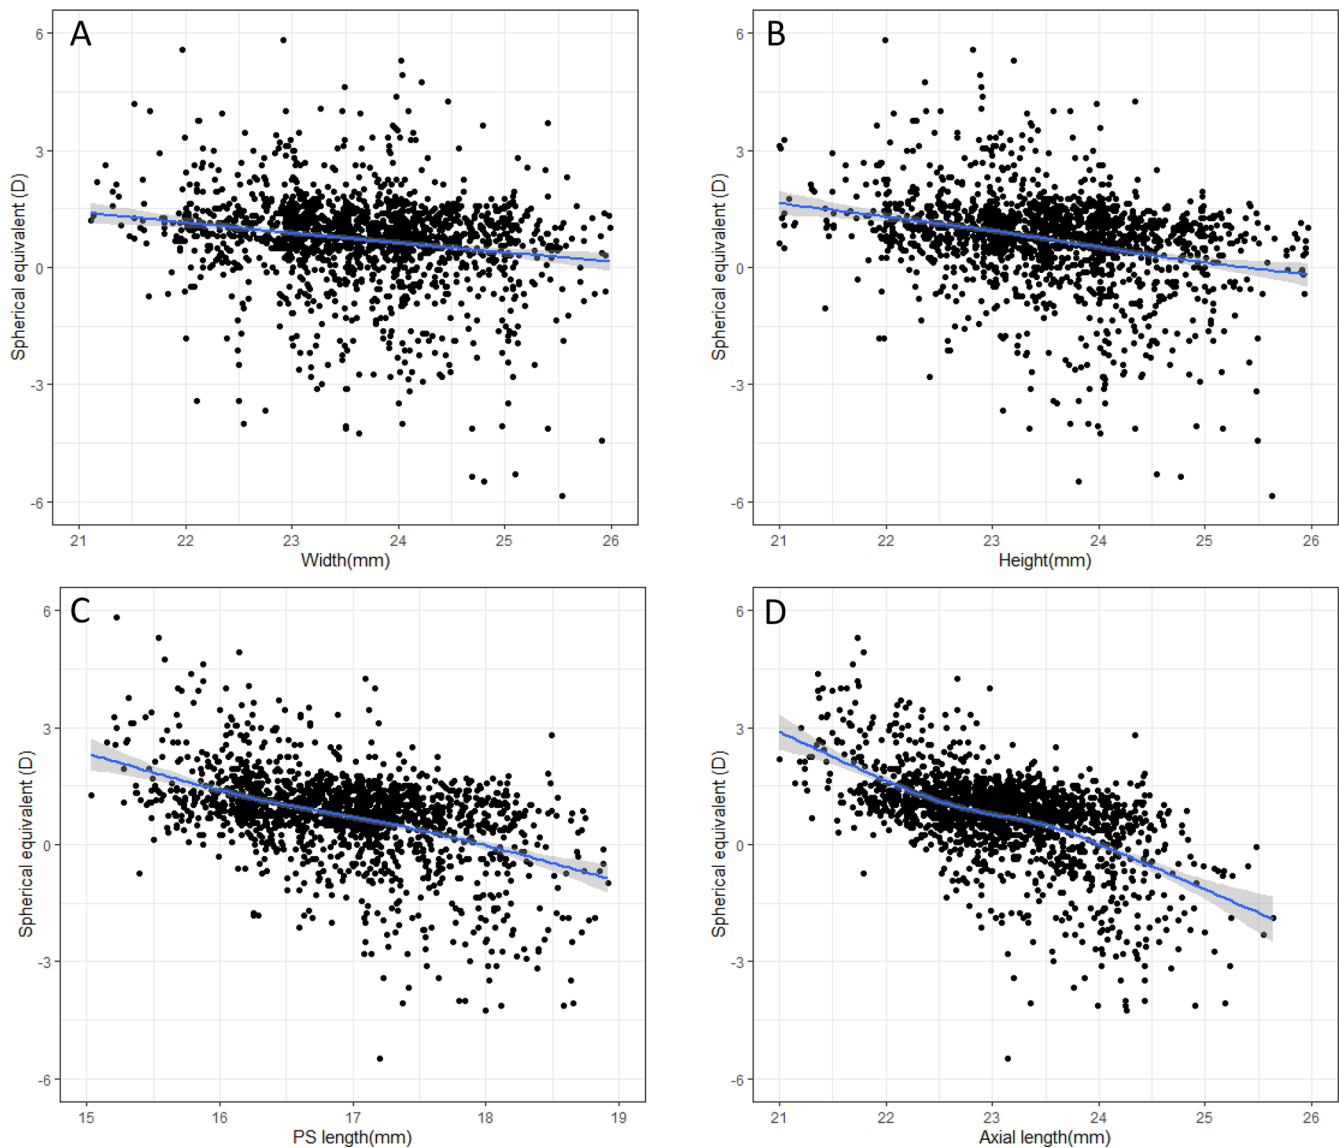 A
6
3
0
-3
-6
Spherical equivalent (D)
21 22 23 24 25 26
Width(mm)
B
6
3
0
-3
-6
Spherical equivalent (D)
21 22 23 24 25 26
Height(mm)
C
6
3
0
-3
-6
Spherical equivalent (D)
15 16 17 18 19
PS length(mm)
D
6
3
0
-3
-6
Spherical equivalent (D)
21 22 23 24 25 26
Axial length(mm)